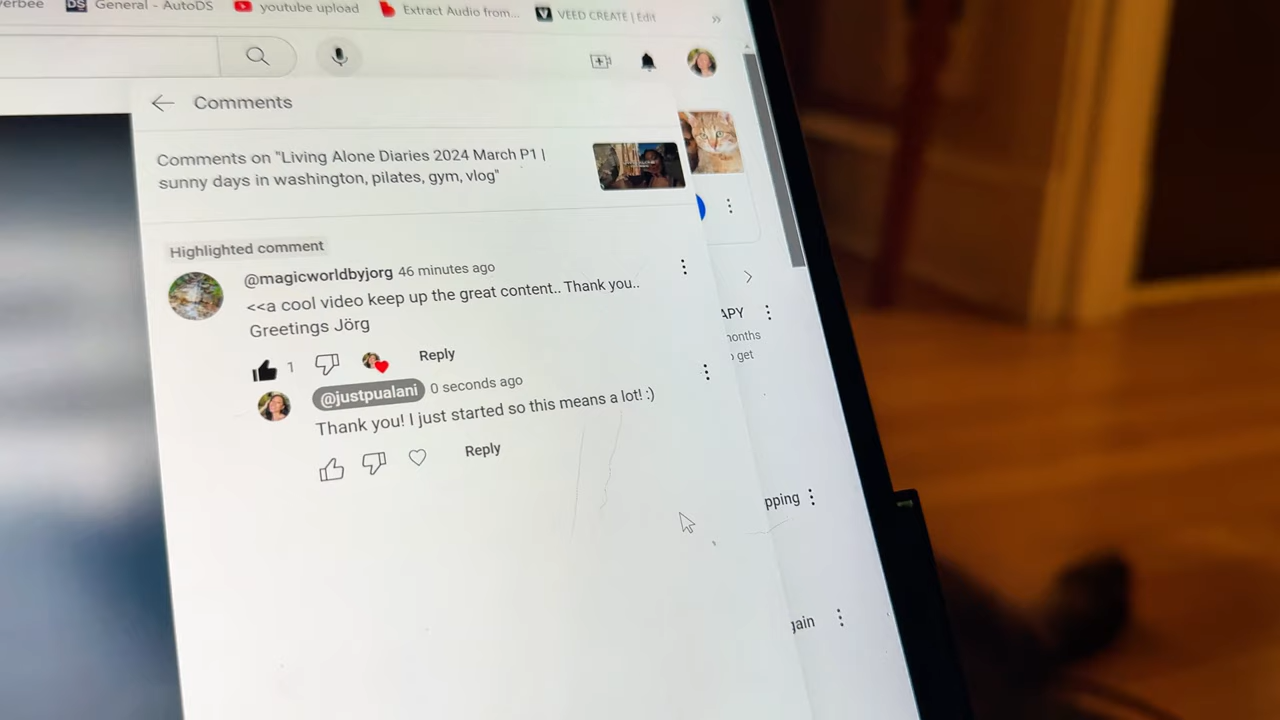 erbee DS General - AutoDS youtube upload Extract Audio from... VEED CREATE | Edit »
Comments
Comments on "Living Alone Diaries 2024 March P1 |
sunny days in washington, pilates, gym, vlog"
Highlighted comment
@magicworldbyjorg 46 minutes ago
<<a cool video keep up the great content.. Thank you..
Greetings Jörg
1 Reply
@justpualani 0 seconds ago
Thank you! I just started so this means a lot! :)
Reply
APY
onths
get
pping
gain